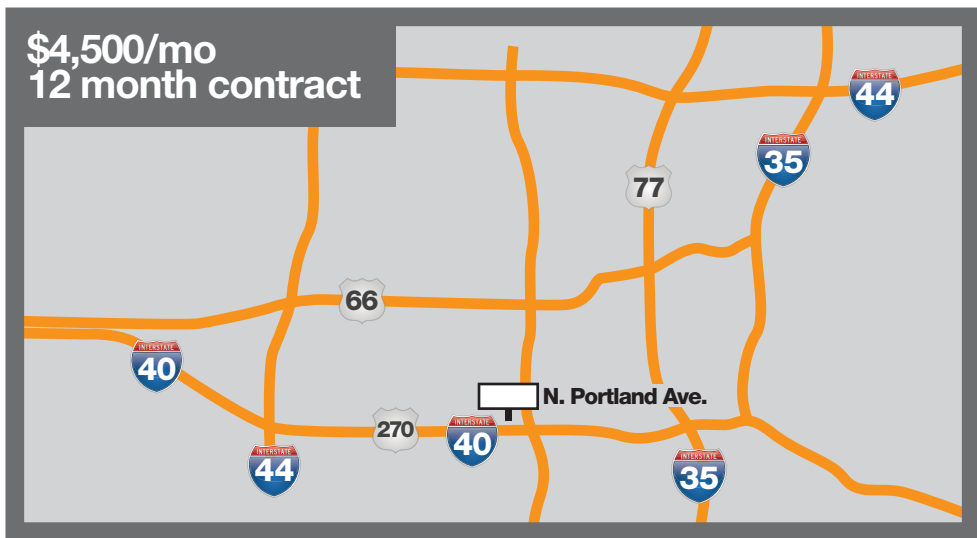 $4,500/mo
12 month contract
INTERSTATE
44
INTERSTATE
35
77
66
INTERSTATE
40
N. Portland Ave.
270
INTERSTATE
40
INTERSTATE
44
INTERSTATE
35